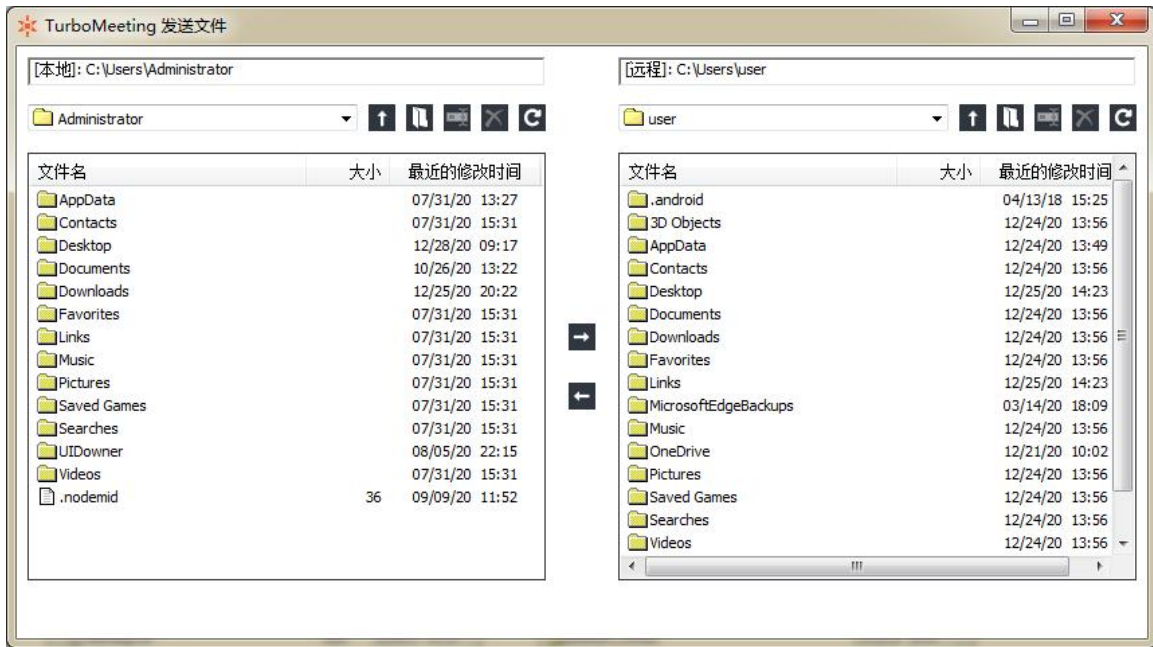 TurboMeeting 发送文件
[本地]: C:\Users\Administrator
Administrator
文件名 大小 最近的修改时间
AppData 07/31/20 13:27
Contacts 07/31/20 15:31
Desktop 12/28/20 09:17
Documents 10/26/20 13:22
Downloads 12/25/20 20:22
Favorites 07/31/20 15:31
Links 07/31/20 15:31
Music 07/31/20 15:31
Pictures 07/31/20 15:31
Saved Games 07/31/20 15:31
Searches 07/31/20 15:31
UIDowner 08/05/20 22:15
Videos 07/31/20 15:31
.nodemid 36 09/09/20 11:52
[远程]: C:\Users\user
user
文件名 大小 最近的修改时间
.android 04/13/18 15:25
3D Objects 12/24/20 13:56
AppData 12/24/20 13:49
Contacts 12/24/20 13:56
Desktop 12/25/20 14:23
Documents 12/24/20 13:56
Downloads 12/24/20 13:56
Favorites 12/24/20 13:56
Links 12/25/20 14:23
MicrosoftEdgeBackups 03/14/20 18:09
Music 12/24/20 13:56
OneDrive 12/21/20 10:02
Pictures 12/24/20 13:56
Saved Games 12/24/20 13:56
Searches 12/24/20 13:56
Videos 12/24/20 13:56